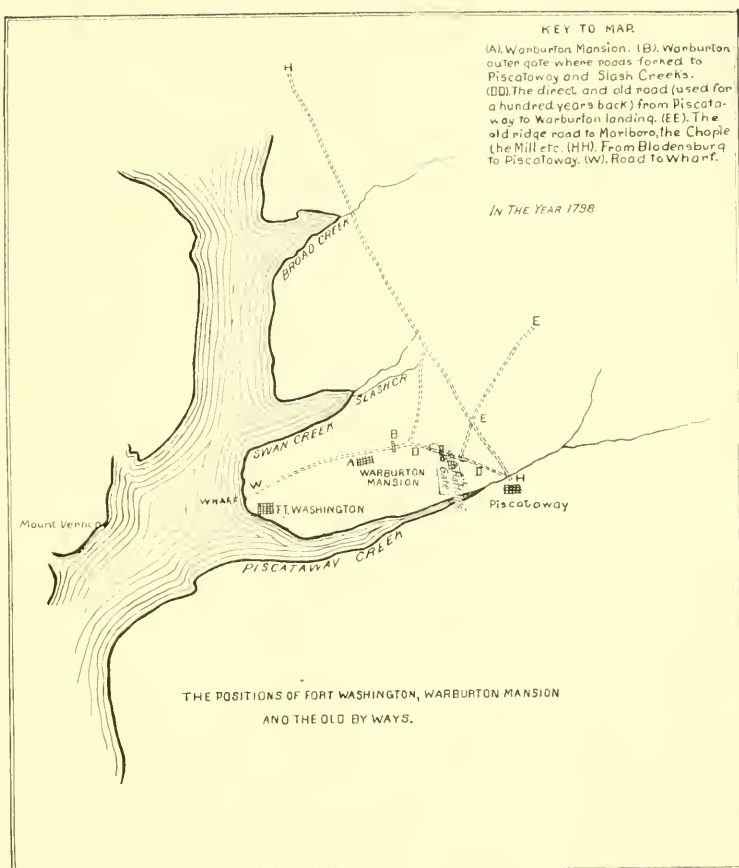 KEY TO MAP.
(A). Warburton Mansion. (B). Warburton
outer gate where roads forked to
Piscataway and Slash Creeks.
(DD). The direct and old road (used for
a hundred years back) from Piscata-
way to Warburton landing. (EE). The
old ridge road to Marlboro, the Chaple
the Mill etc. (HH). From Bladensburg
to Piscataway. (W). Road to Wharf.
IN THE YEAR 1798
H
BROAD CREEK
E
SLASH CR
E
SWAN CREEK
B
D
A
WARBURTON
MANSION
Gate
D
H
W
WHARF
FT. WASHINGTON
Piscataway
Mount Vernon
PISCATAWAY CREEK
THE POSITIONS OF FORT WASHINGTON, WARBURTON MANSION
AND THE OLD BY WAYS.